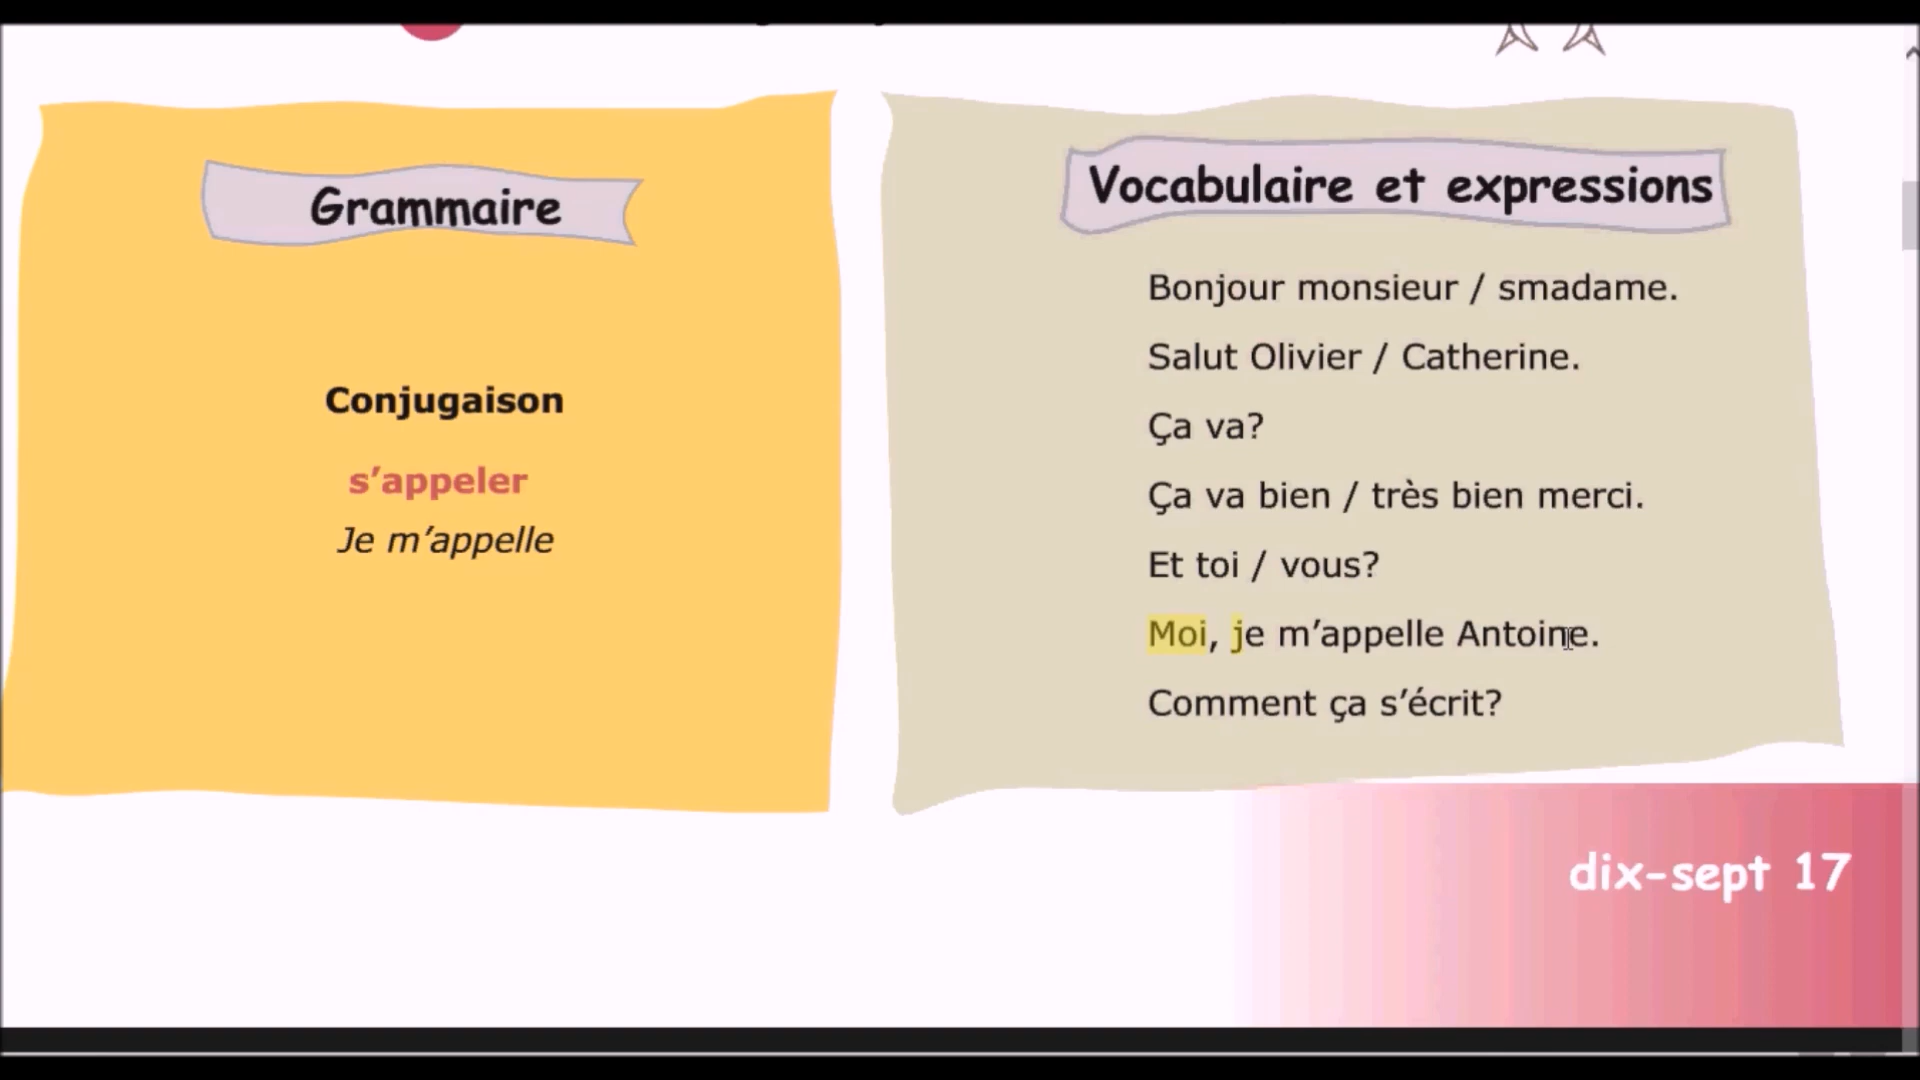 Grammaire
Conjugaison
s’appeler
Je m’appelle
Vocabulaire et expressions
Bonjour monsieur / smadame.
Salut Olivier / Catherine.
Ça va?
Ça va bien / très bien merci.
Et toi / vous?
Moi, je m’appelle Antoine.
Comment ça s’écrit?
dix-sept 17